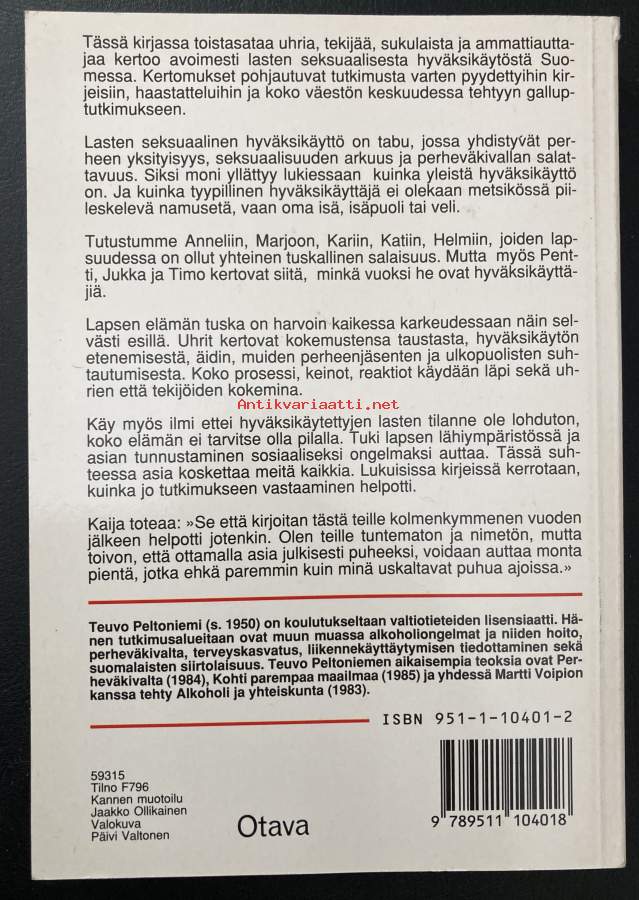 Tässä kirjassa toistasataa uhria, tekijää, sukulaista ja ammattiautta-
jaa kertoo avoimesti lasten seksuaalisesta hyväksikäytöstä Suo-
messa. Kertomukset pohjautuvat tutkimusta varten pyydettyihin kir-
jeisiin, haastatteluihin ja koko väestön keskuudessa tehtyyn gallup-
tutkimukseen.
Lasten seksuaalinen hyväksikäyttö on tabu, jossa yhdistyvät per-
heen yksityisyys, seksuaalisuuden arkuus ja perheväkivallan salat-
tavuus. Siksi moni yllättyy lukiessaan kuinka yleistä hyväksikäyttö
on. Ja kuinka tyypillinen hyväksikäyttäjä ei olekaan metsikössä pii-
leskelevä namusetä, vaan oma isä, isäpuoli tai veli.
Tutustumme Anneliin, Marjoon, Kariin, Katiin, Helmiin, joiden lap-
suudessa on ollut yhteinen tuskallinen salaisuus. Mutta myös Pent-
ti, Jukka ja Timo kertovat siitä, minkä vuoksi he ovat hyväksikäyttä-
jiä.
Lapsen elämän tuska on harvoin kaikessa karkeudessaan näin sel-
västi esillä. Uhrit kertovat kokemustensa taustasta, hyväksikäytön
etenemisestä, äidin, muiden perheenjäsenten ja ulkopuolisten suh-
tautumisesta. Koko prosessi, keinot, reaktiot käydään läpi sekä uh-
rien että tekijöiden kokemina.
Antikvariaatti.net
Käy myös ilmi ettei hyväksikäytettyjen lasten tilanne ole lohduton,
koko elämän ei tarvitse olla pilalla. Tuki lapsen lähiympäristössä ja
asian tunnustaminen sosiaaliseksi ongelmaksi auttaa. Tässä suh-
teessa asia koskettaa meitä kaikkia. Lukuisissa kirjeissä kerrotaan,
kuinka jo tutkimukseen vastaaminen helpotti.
Kaija toteaa: »Se että kirjoitan tästä teille kolmenkymmenen vuoden
jälkeen helpotti jotenkin. Olen teille tuntematon ja nimetön, mutta
toivon, että ottamalla asia julkisesti puheeksi, voidaan auttaa monta
pientä, jotka ehkä paremmin kuin minä uskaltavat puhua ajoissa.»
Teuvo Peltoniemi (s. 1950) on koulutukseltaan valtiotieteiden lisensiaatti. Hä-
nen tutkimusalueitaan ovat muun muassa alkoholiongelmat ja niiden hoito,
perheväkivalta, terveyskasvatus, liikennekäyttäytymisen tiedottaminen sekä
suomalaisten siirtolaisuus. Teuvo Peltoniemen aikaisempia teoksia ovat Per-
heväkivalta (1984), Kohti parempaa maailmaa (1985) ja yhdessä Martti Voipion
kanssa tehty Alkoholi ja yhteiskunta (1983).
ISBN 951-1-10401-2
59315
Tilno F796
Kannen muotoilu
Jaakko Ollikainen
Valokuva
Päivi Valtonen
Otava
9 789511 104018